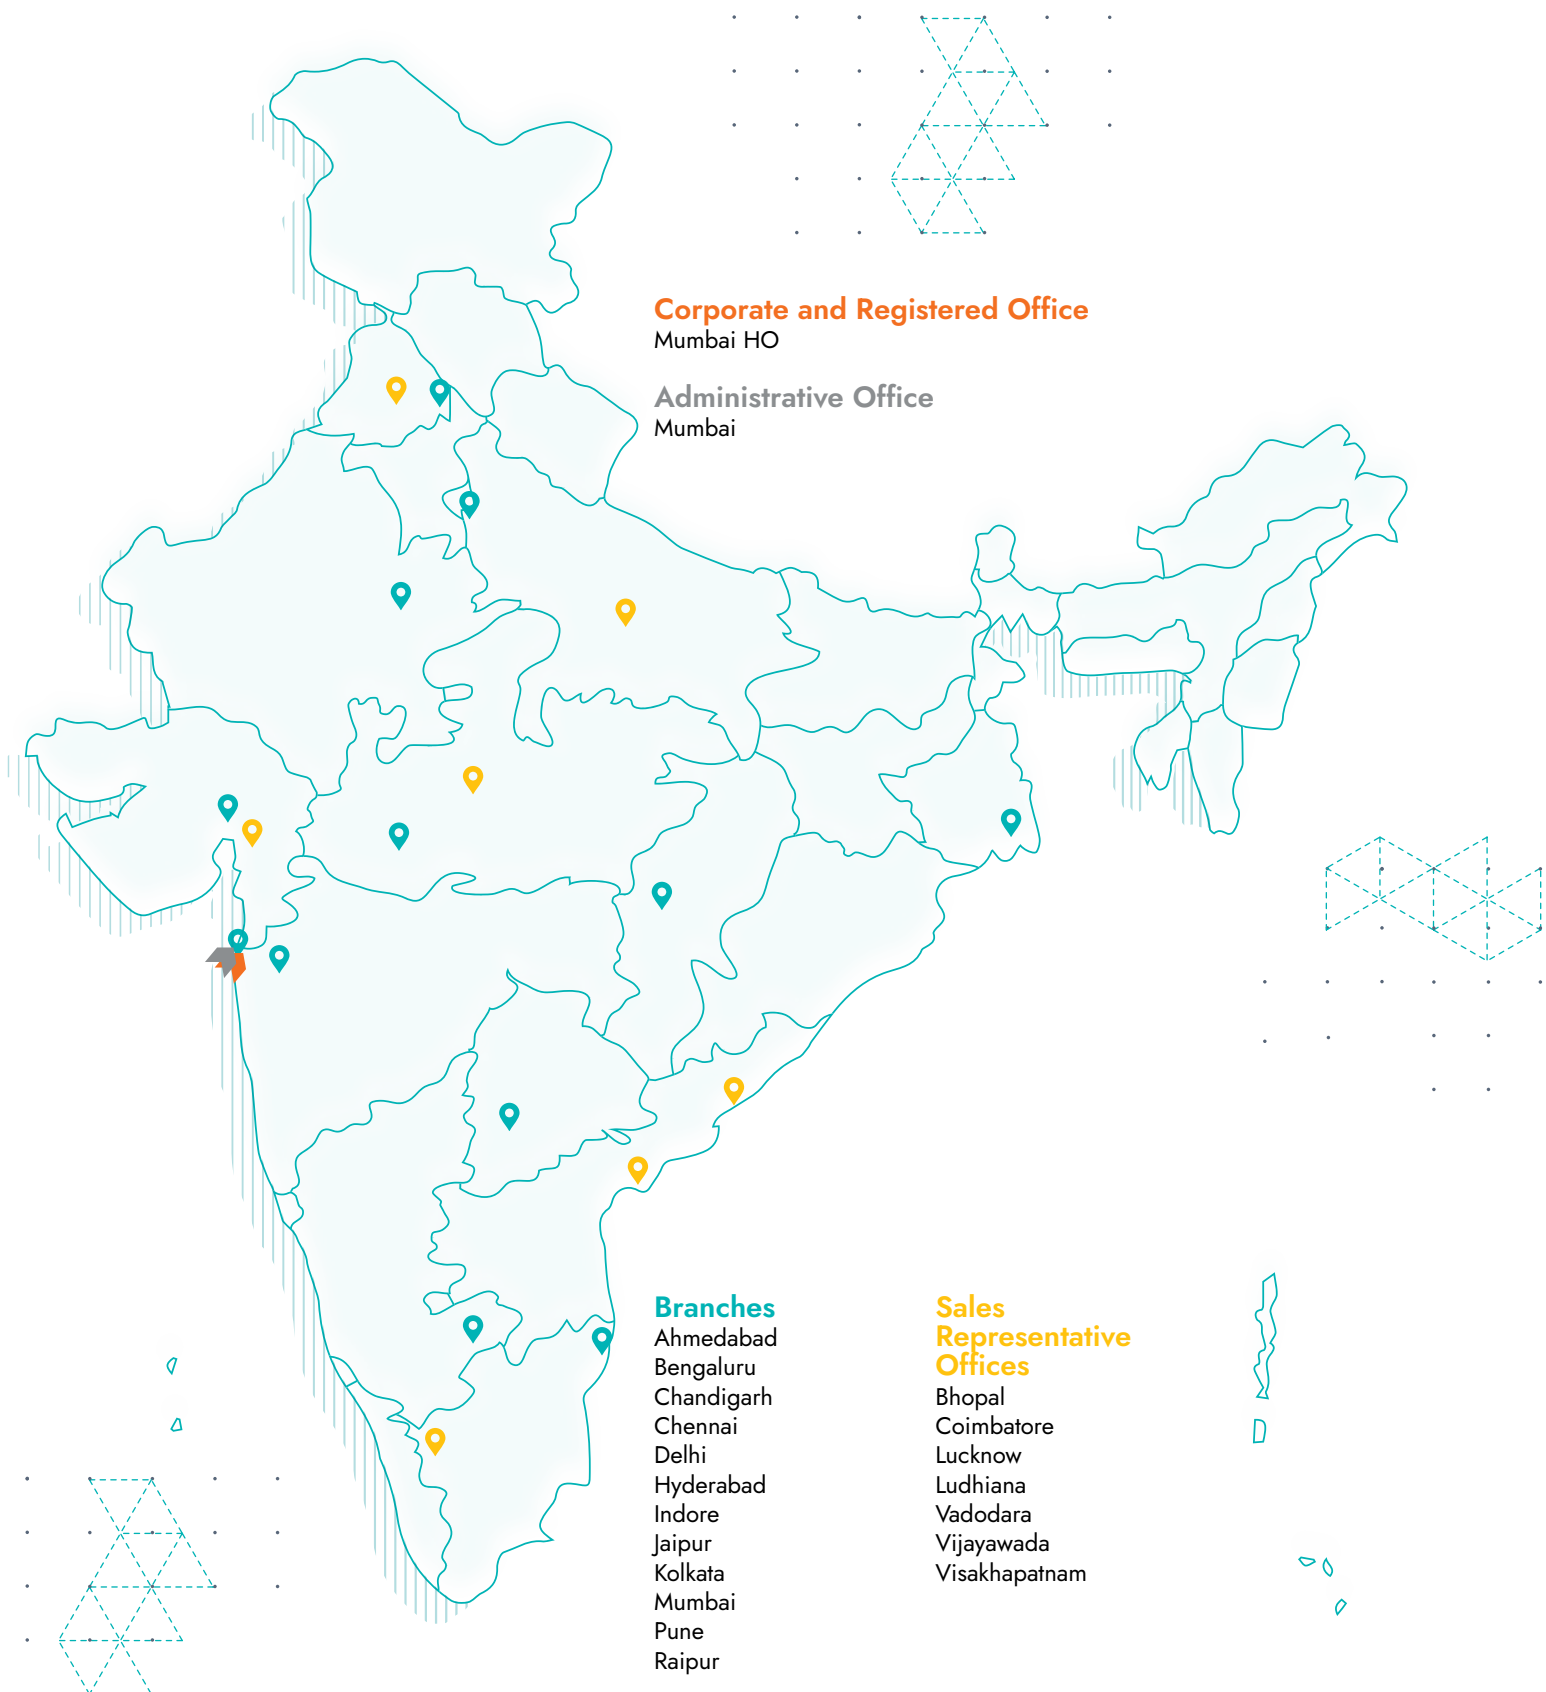 Corporate and Registered Office
Mumbai HO
Administrative Office
Mumbai
Branches
Ahmedabad
Bengaluru
Chandigarh
Chennai
Delhi
Hyderabad
Indore
Jaipur
Kolkata
Mumbai
Pune
Raipur
Sales
Representative
Offices
Bhopal
Coimbatore
Lucknow
Ludhiana
Vadodara
Vijayawada
Visakhapatnam